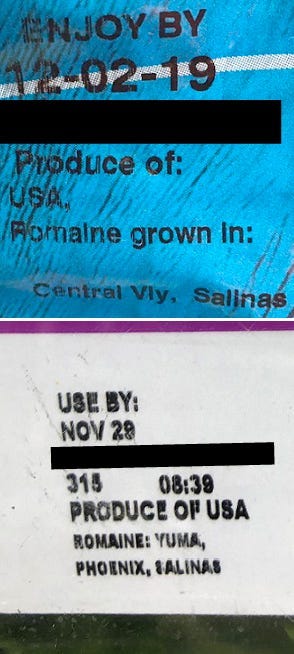 ENJOY BY
12-02-19
Produce of:
USA,
Romaine grown in:
Central Vly, Salinas
USE BY:
NOV 29
315 08:39
PRODUCE OF USA
ROMAINE: YUMA,
PHOENIX, SALINAS